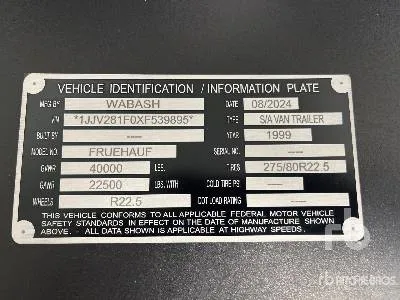 VEHICLE IDENTIFICATION / INFORMATION PLATE
MFG BY WABASH DATE 08/2024
VIN *1JJV281F0XF539895* TYPE S/A VAN TRAILER
BUILT BY ---------- YEAR 1999
MODEL NO. FRUEHAUF SERIAL NO. ----------
GVWR 40000 LBS. TIRES 275/80R22.5
GAWR 22500 LBS. WITH COLD TIRE PSI ----------
WHEELS R22.5 DOT LOAD RATING ----------
THIS VEHICLE CONFORMS TO ALL APPLICABLE FEDERAL MOTOR VEHICLE
SAFETY STANDARDS IN EFFECT ON THE DATE OF MANUFACTURE SHOWN
ABOVE. - ALL DATA SHOWN IS APPLICABLE AT HIGHWAY SPEEDS.
rb
rb RitchieBros.